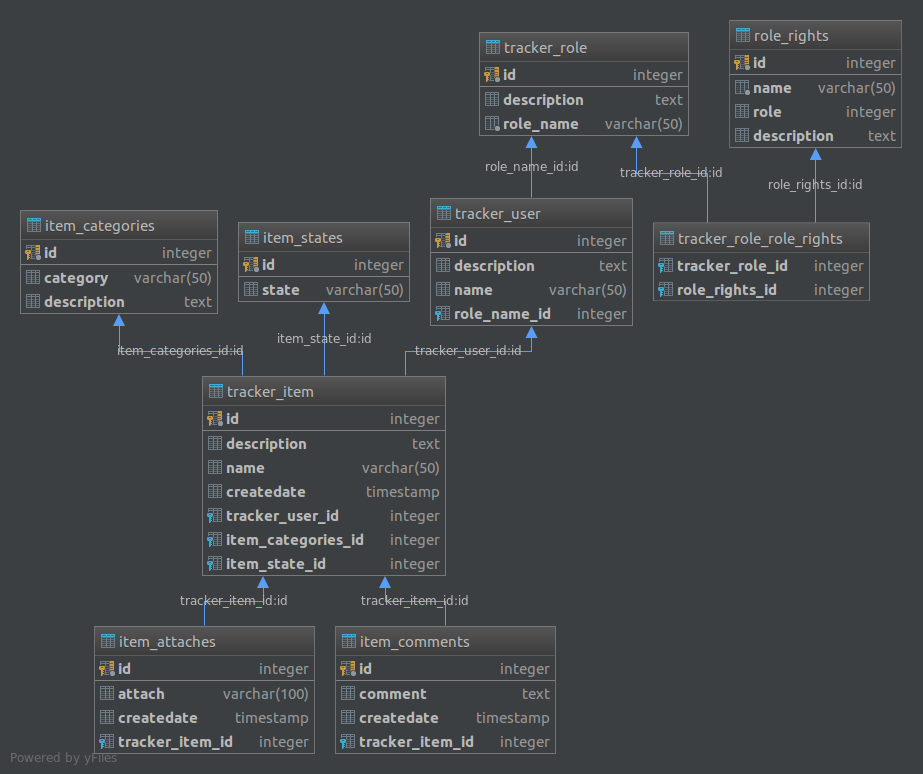 tracker_role
id integer
description text
role_name varchar(50)
role_rights
id integer
name varchar(50)
role integer
description text
role_name_id:id
tracker_role_id:id
role_rights_id:id
item_categories
id integer
category varchar(50)
description text
item_states
id integer
state varchar(50)
tracker_user
id integer
description text
name varchar(50)
role_name_id integer
tracker_role_role_rights
tracker_role_id integer
role_rights_id integer
item_categories_id:id
item_state_id:id
tracker_user_id:id
tracker_item
id integer
description text
name varchar(50)
createdate timestamp
tracker_user_id integer
item_categories_id integer
item_state_id integer
tracker_item_id:id
tracker_item_id:id
item_attaches
id integer
attach varchar(100)
createdate timestamp
tracker_item_id integer
item_comments
id integer
comment text
createdate timestamp
tracker_item_id integer
Powered by yFiles